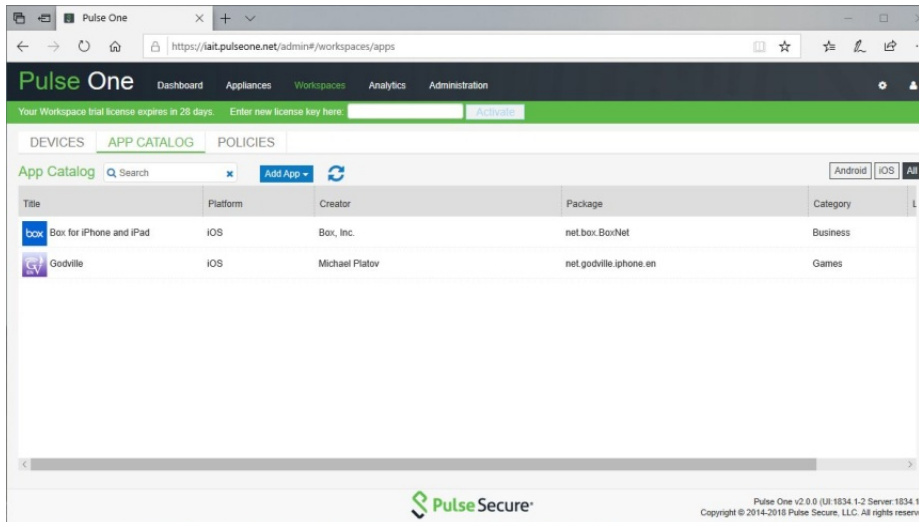 Pulse One
https://iait.pulseone.net/admin#/workspaces/apps
Pulse One Dashboard Appliances Workspaces Analytics Administration
Your Workspace trial license expires in 28 days. Enter new license key here: Activate
DEVICES APP CATALOG POLICIES
App Catalog Search Add App Android iOS All
Title Platform Creator Package Category L
box Box for iPhone and iPad iOS Box, Inc. net.box.BoxNet Business
GV Godville iOS Michael Platov net.godville.iphone.en Games
Pulse Secure
Pulse One v2.0.0 (UI:1834.1-2 Server:1834.1
Copyright © 2014-2018 Pulse Secure, LLC. All rights reserv